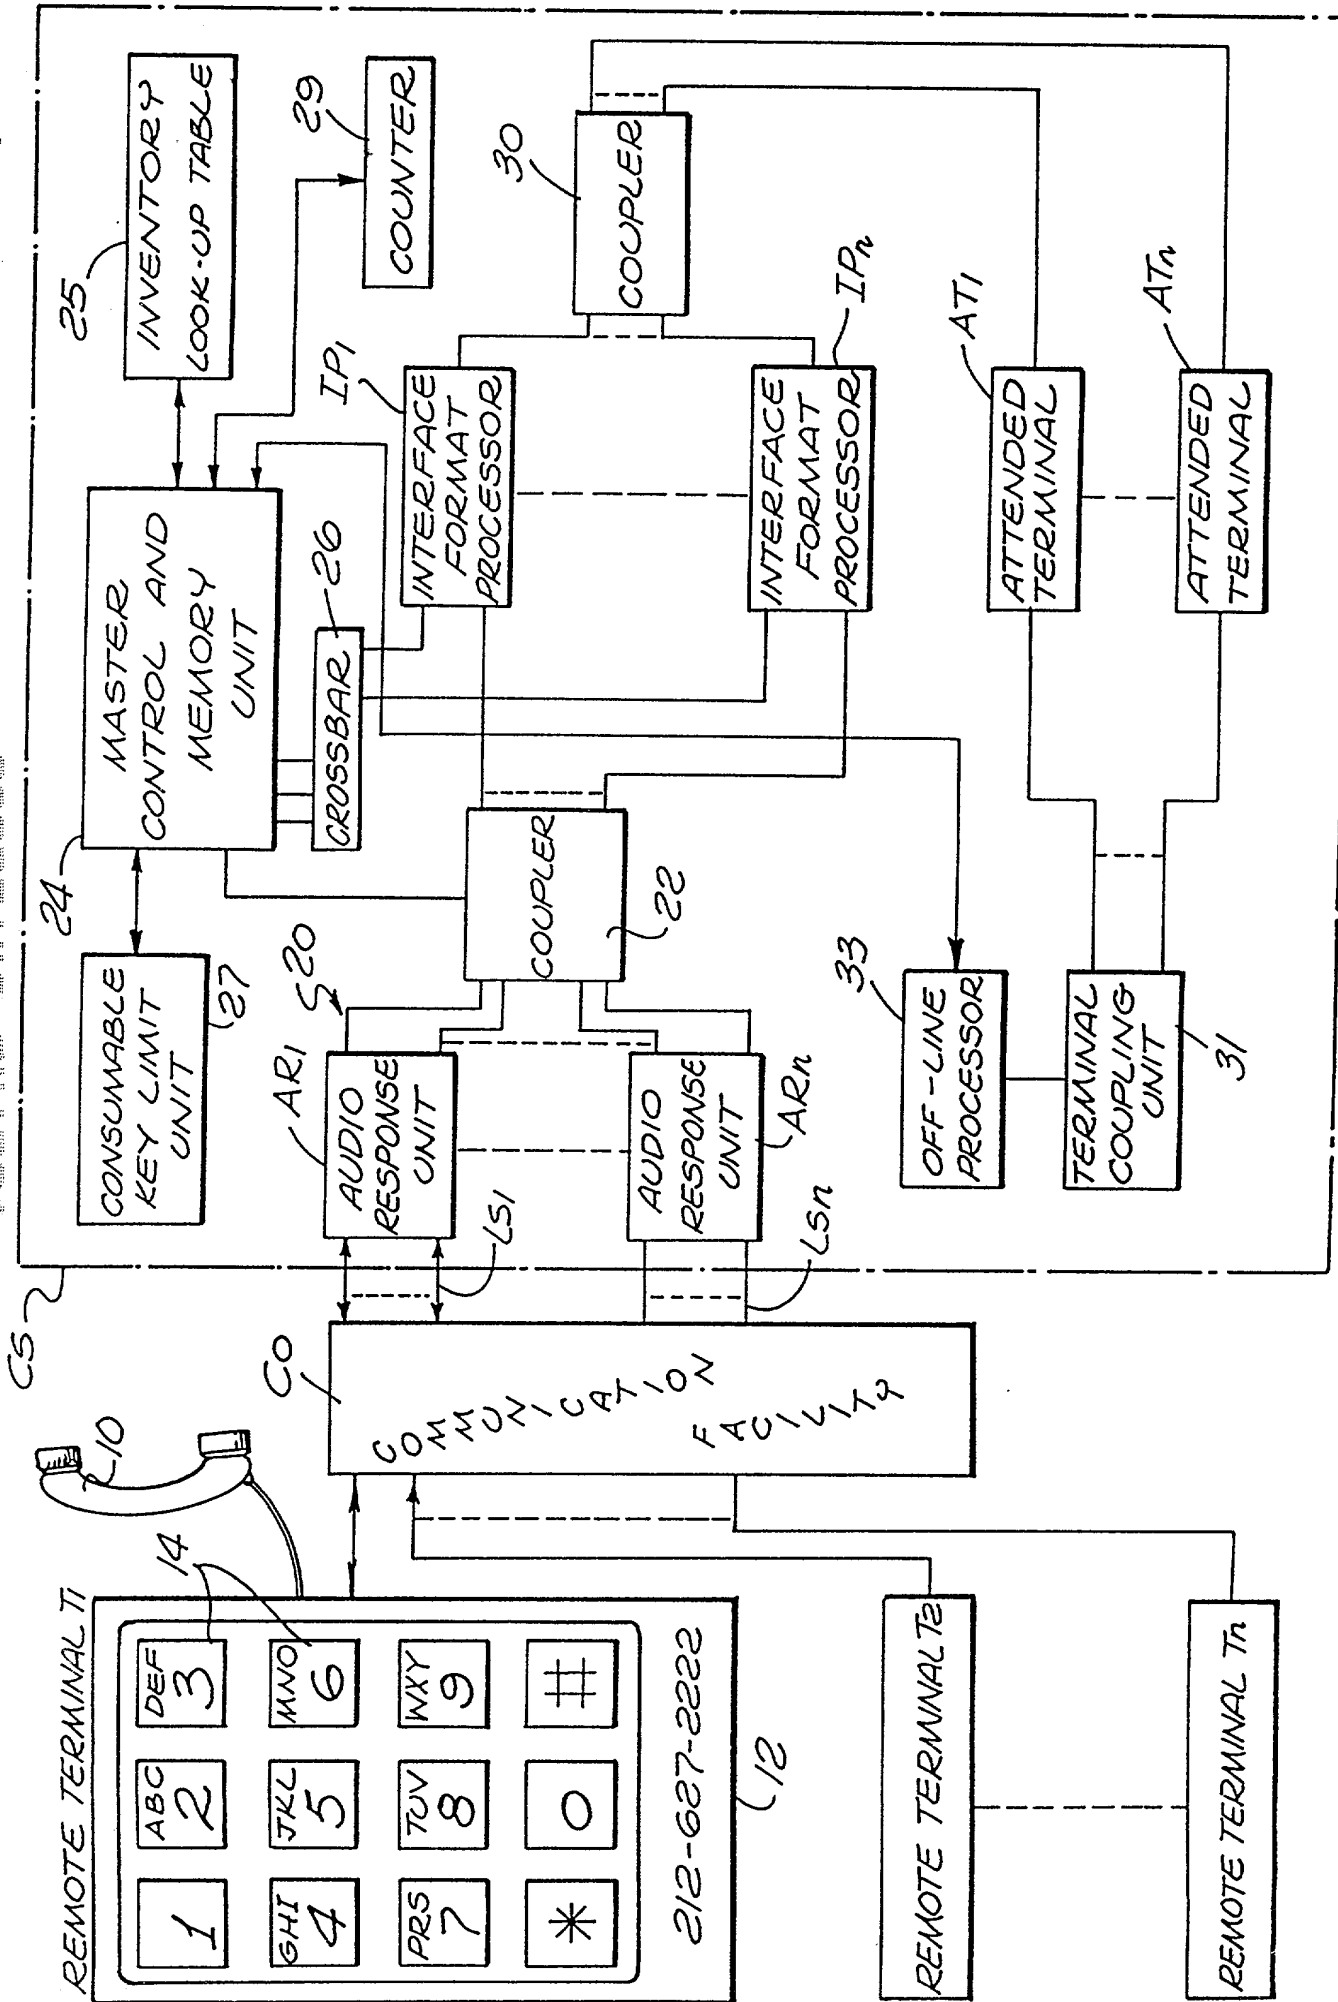 REMOTE TERMINAL T1
1
ABC
2
DEF
3
GHI
4
JKL
5
MNO
6
PRS
7
TUV
8
WXY
9
*
0
#
212-627-2222
12
14
10
REMOTE TERMINAL T2
REMOTE TERMINAL Tn
CO
COMMUNICATION
FACILITY
CS
LS1
LSn
CONSUMABLE
KEY LIMIT
UNIT
27
AR1
20
AUDIO
RESPONSE
UNIT
AUDIO
RESPONSE
UNIT
ARn
33
OFF-LINE
PROCESSOR
TERMINAL
COUPLING
UNIT
31
24
MASTER
CONTROL AND
MEMORY
UNIT
CROSSBAR
26
COUPLER
22
25
INVENTORY
LOOK-UP TABLE
29
COUNTER
IP1
INTERFACE
FORMAT
PROCESSOR
INTERFACE
FORMAT
PROCESSOR
IPn
30
COUPLER
AT1
ATTENDED
TERMINAL
ATn
ATTENDED
TERMINAL